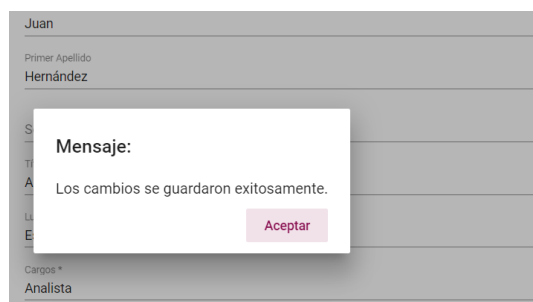 Juan
Primer Apellido
Hernández
Mensaje:
Los cambios se guardaron exitosamente.
Aceptar
Cargos *
Analista